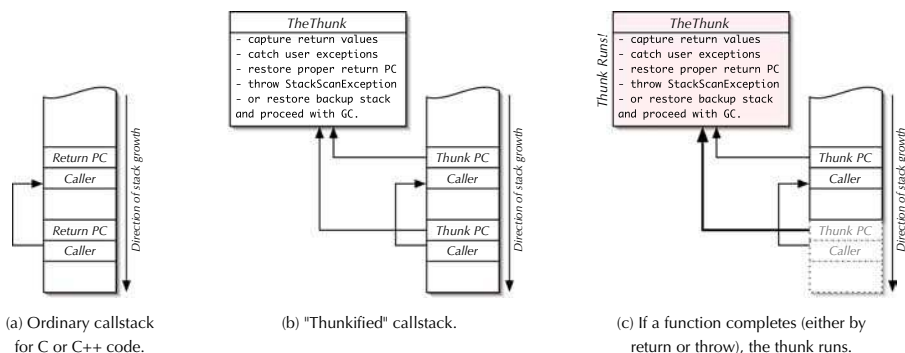 Return PC
Caller
Return PC
Caller
Direction of stack growth
(a) Ordinary callstack
for C or C++ code.
TheThunk
- capture return values
- catch user exceptions
- restore proper return PC
- throw StackScanException
- or restore backup stack
and proceed with GC.
Thunk PC
Caller
Thunk PC
Caller
Direction of stack growth
(b) "Thunkified" callstack.
Thunk Runs!
TheThunk
- capture return values
- catch user exceptions
- restore proper return PC
- throw StackScanException
- or restore backup stack
and proceed with GC.
Thunk PC
Caller
Thunk PC
Caller
Direction of stack growth
(c) If a function completes (either by
return or throw), the thunk runs.